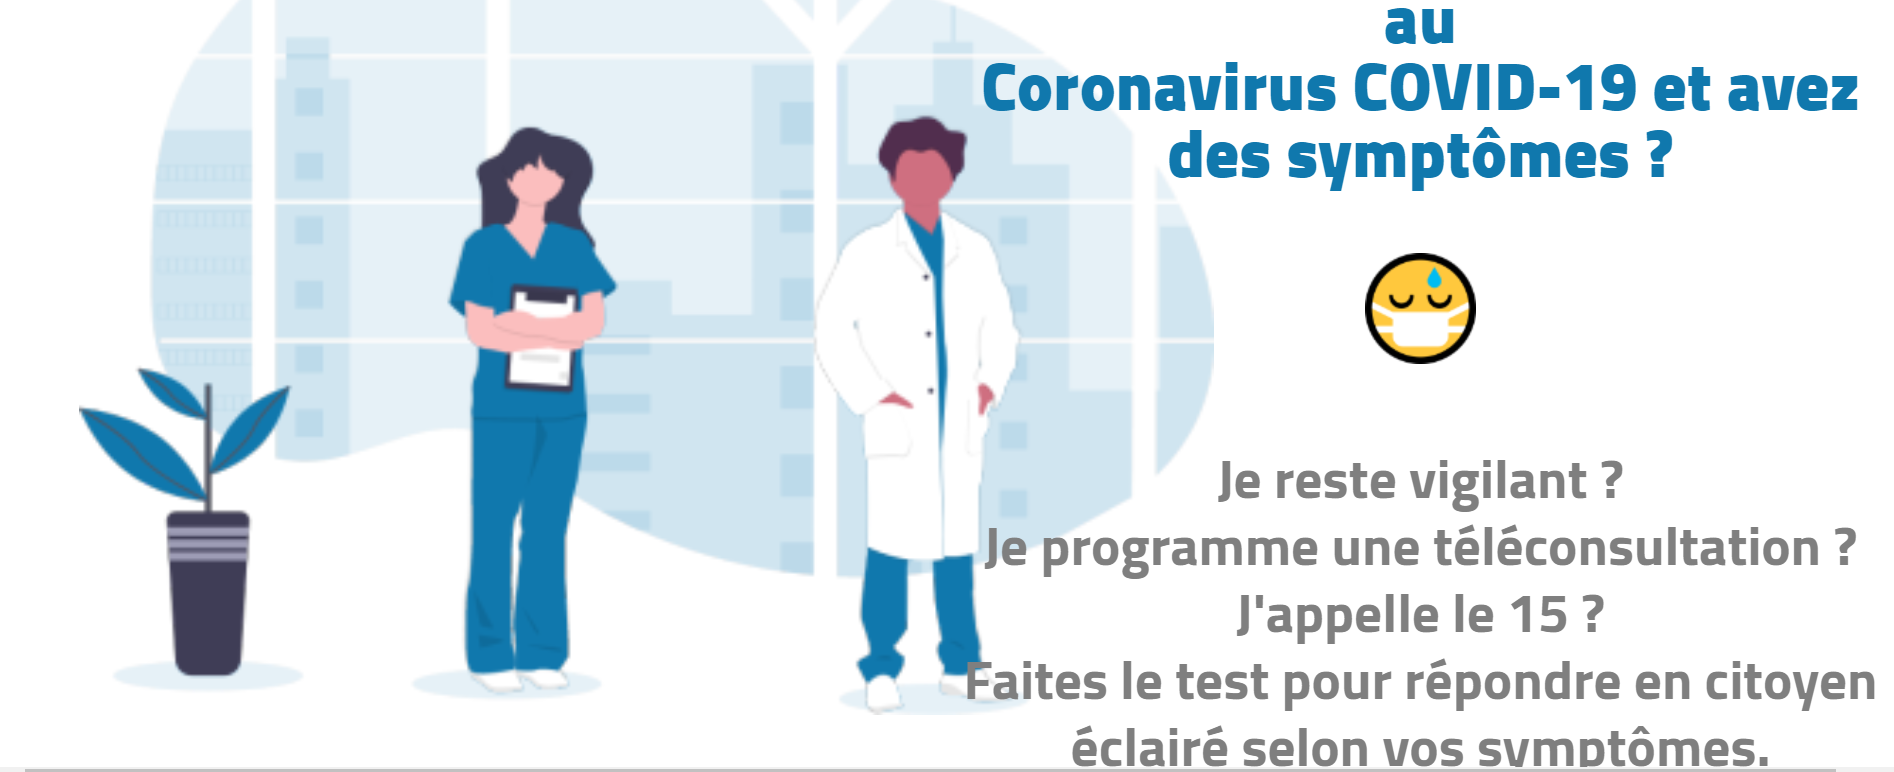 au
Coronavirus COVID-19 et avez
des symptômes ?
Je reste vigilant ?
Je programme une téléconsultation ?
J'appelle le 15 ?
Faites le test pour répondre en citoyen
éclairé selon vos symptômes.